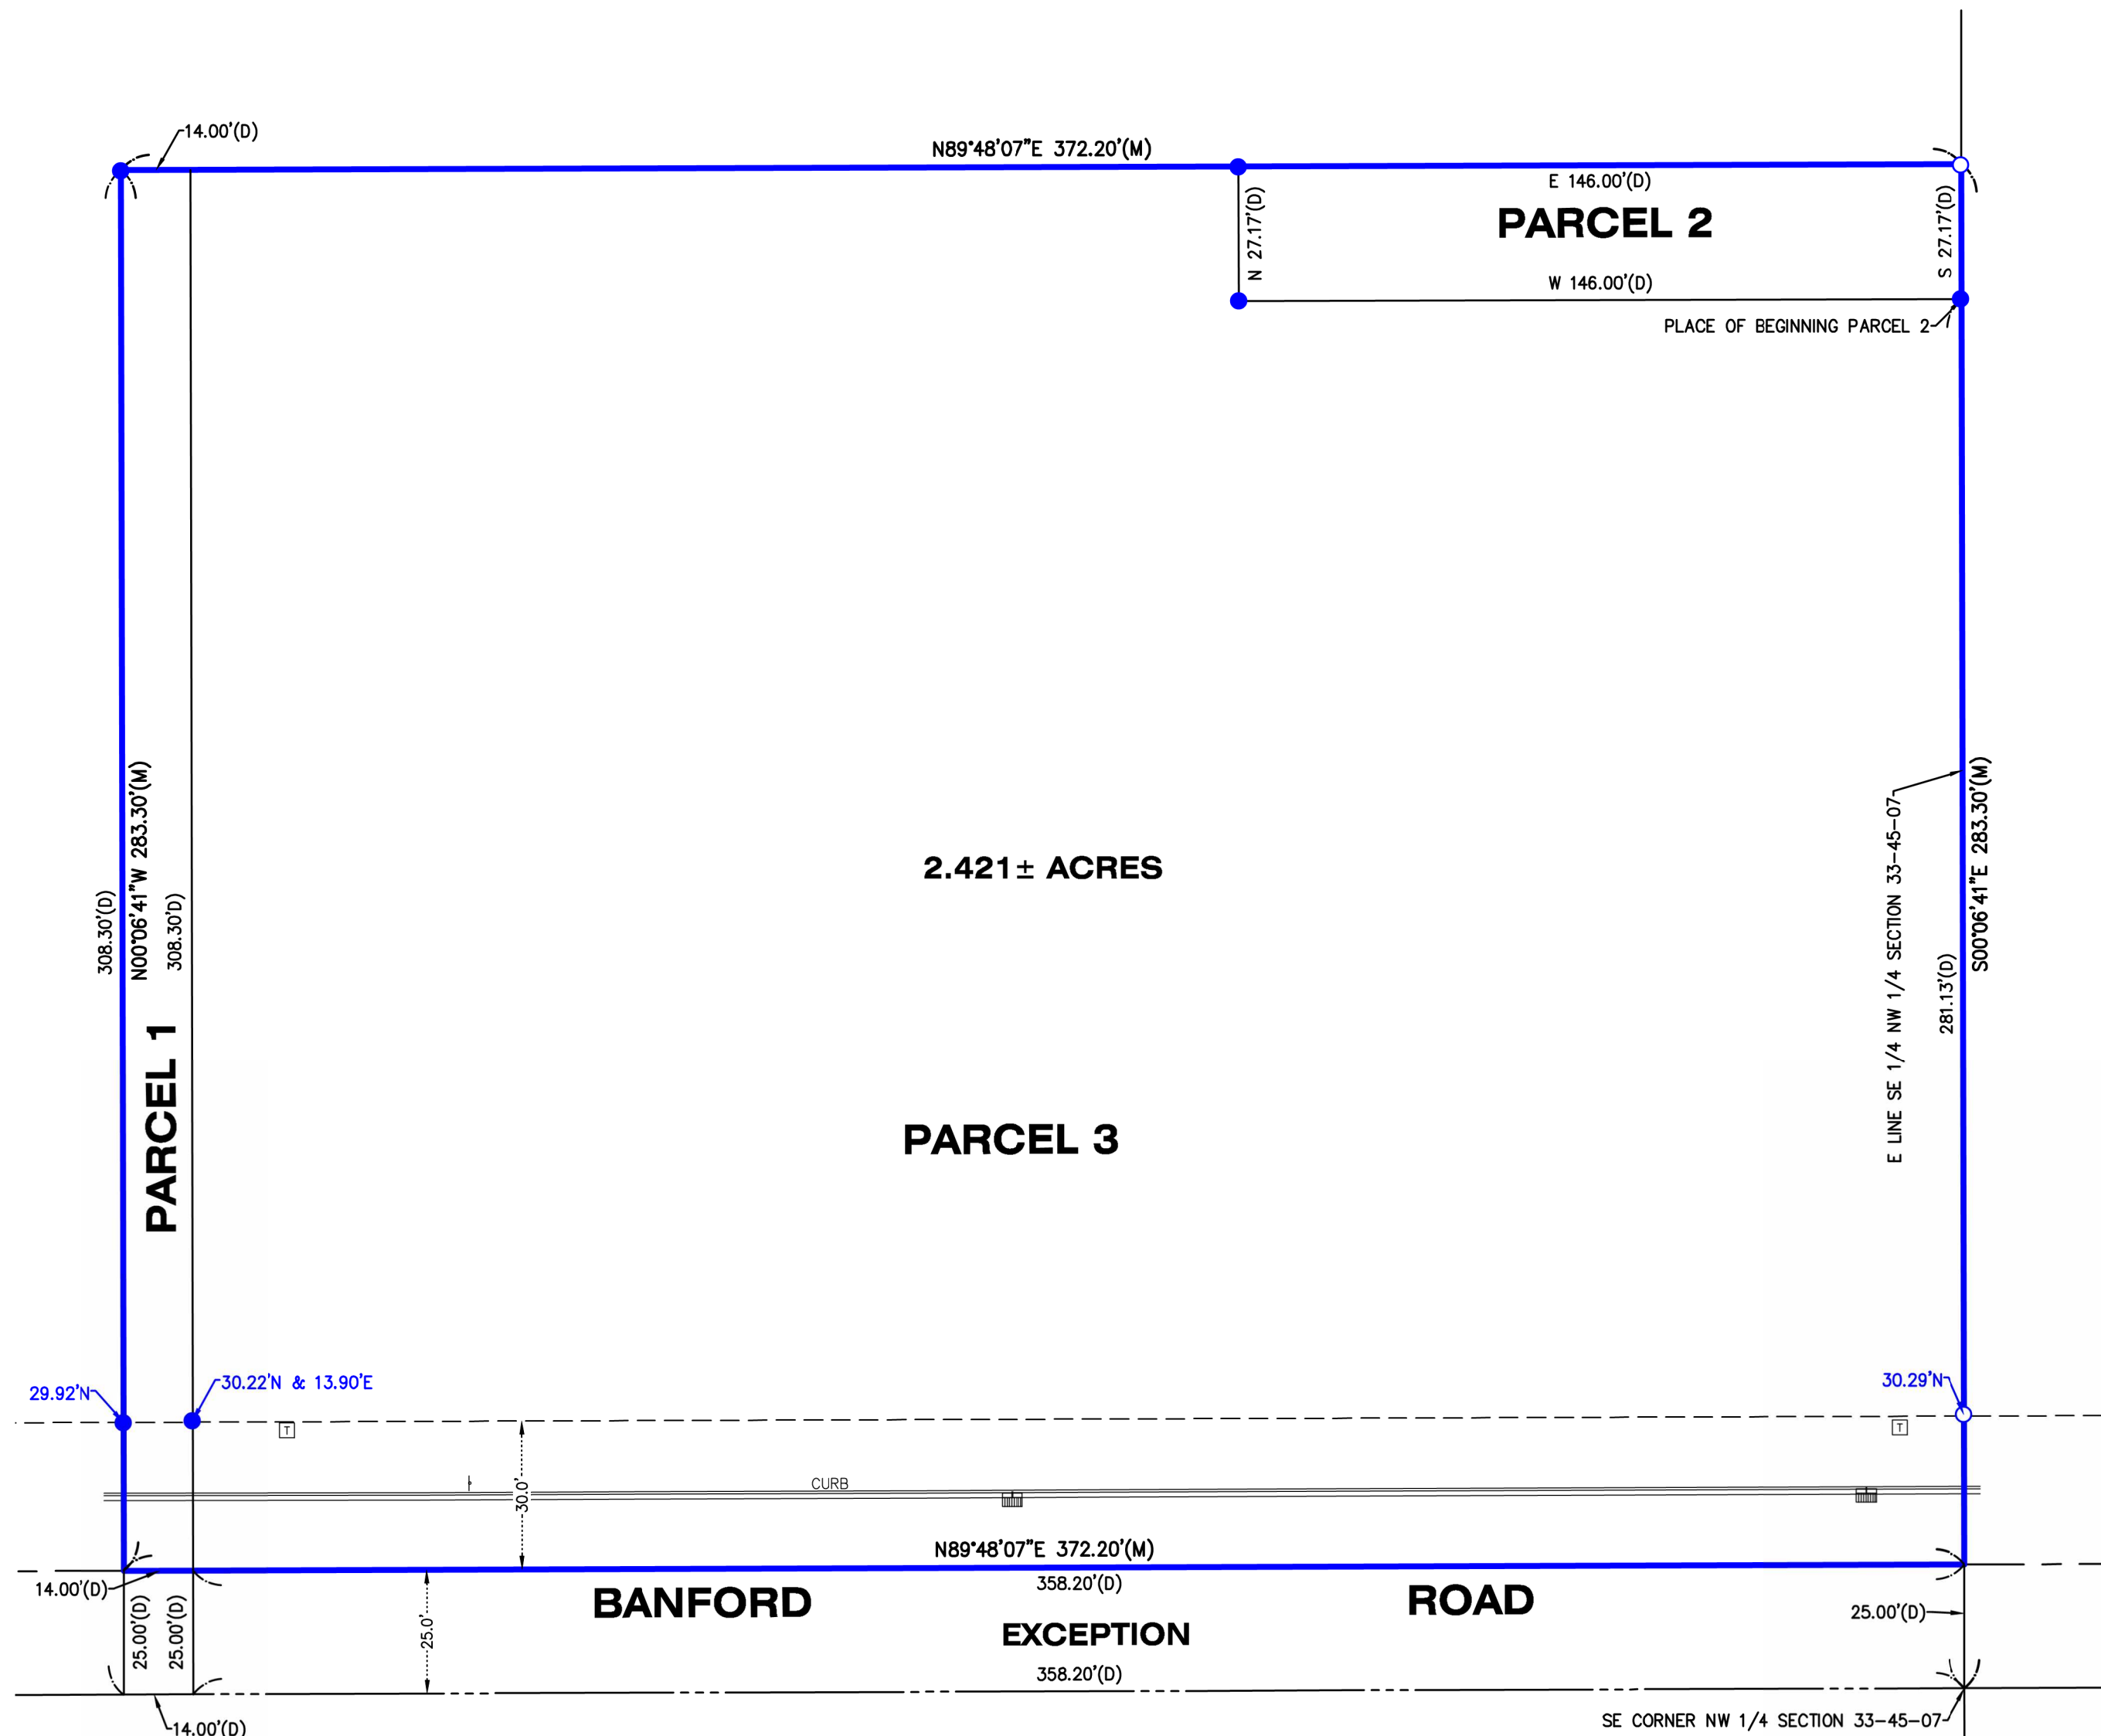 14.00'(D)
N89°48'07"E 372.20'(M)
E 146.00'(D)
N 27.17'(D)
PARCEL 2
S 27.17'(D)
W 146.00'(D)
PLACE OF BEGINNING PARCEL 2
308.30'(D)
N00°06'41"W 283.30'(M)
308.30'D)
PARCEL 1
2.421± ACRES
PARCEL 3
E LINE SE 1/4 NW 1/4 SECTION 33-45-07
281.13'(D)
S00°06'41"E 283.30'(M)
29.92'N
30.22'N & 13.90'E
30.29'N
T
T
30.0'
CURB
N89°48'07"E 372.20'(M)
14.00'(D)
358.20'(D)
BANFORD ROAD
25.00'(D)
25.00'(D)
25.0'
25.00'(D)
EXCEPTION
358.20'(D)
14.00'(D)
SE CORNER NW 1/4 SECTION 33-45-07